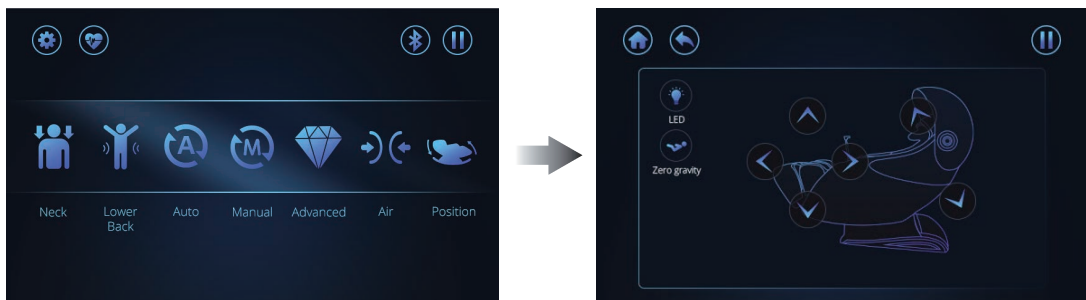 A
M
Neck
Lower
Back
Auto
Manual
Advanced
Air
Position
LED
Zero gravity